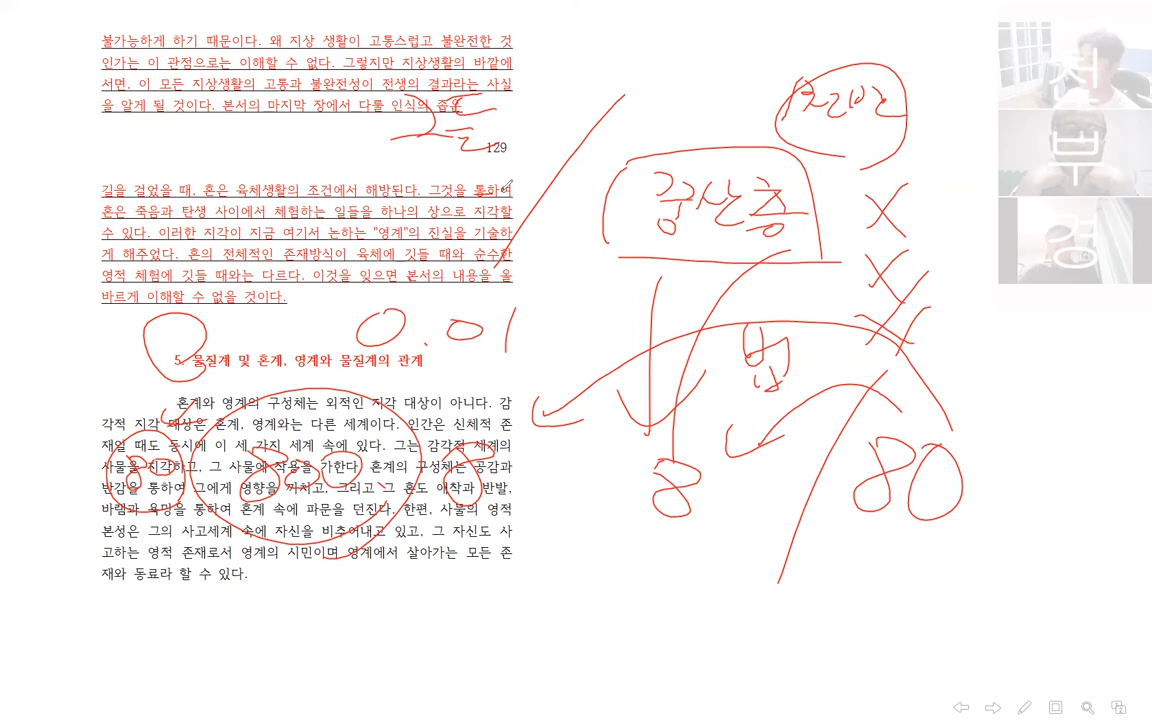 불가능하게 하기 때문이다. 왜 지상 생활이 고통스럽고 불완전한 것
인가는 이 관점으로는 이해할 수 없다. 그렇지만 지상생활의 바깥에
서면, 이 모든 지상생활의 고통과 불완전성이 전생의 결과라는 사실
을 알게 될 것이다. 본서의 마지막 장에서 다룰 인식의 좁은
129
길을 걸었을 때, 혼은 육체생활의 조건에서 해방된다. 그것을 통하여
혼은 죽음과 탄생 사이에서 체험하는 일들을 하나의 상으로 지각할
수 있다. 이러한 지각이 지금 여기서 논하는 "영계"의 진실을 기술하
게 해주었다. 혼의 전체적인 존재방식이 육체에 깃들 때와 순수한
영적 체험에 깃들 때와는 다르다. 이것을 잊으면 본서의 내용을 올
바르게 이해할 수 없을 것이다.
0.01
5. 물질계 및 혼계, 영계와 물질계의 관계
혼계와 영계의 구성체는 외적인 지각 대상이 아니다. 감
각적 지각 대상은 혼계, 영계와는 다른 세계이다. 인간은 신체적 존
재일 때도 동시에 이 세 가지 세계 속에 있다. 그는 감각적 세계의
사물을 지각하고, 그 사물에 작용을 가한다. 혼계의 구성체는 공감과
반감을 통하여 그에게 영향을 끼치고, 그리고 그 혼도 애착과 반발,
바램과 욕망을 통하여 혼계 속에 파문을 던진다. 한편, 사물의 영적
본성은 그의 사고세계 속에 자신을 비추어내고 있고, 그 자신도 사
고하는 영적 존재로서 영계의 시민이며 영계에서 살아가는 모든 존
재와 동료라 할 수 있다.
80
800
8
중산층
법
8
80
서
부
경